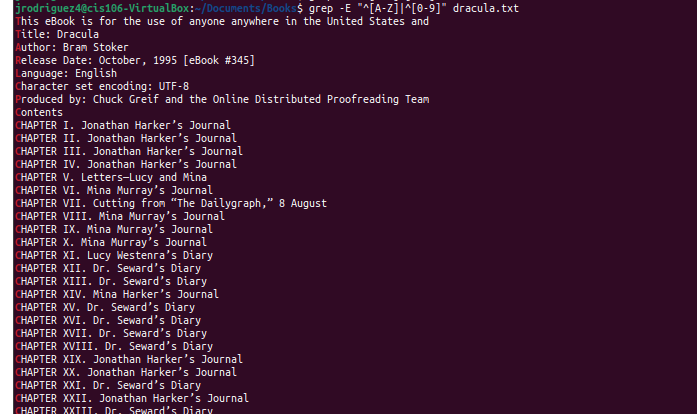 jrodriguez4@cis106-VirtualBox:~/Documents/Books$ grep -E "^[A-Z]|^[0-9]" dracula.txt
This eBook is for the use of anyone anywhere in the United States and
Title: Dracula
Author: Bram Stoker
Release Date: October, 1995 [eBook #345]
Language: English
Character set encoding: UTF-8
Produced by: Chuck Greif and the Online Distributed Proofreading Team
Contents
CHAPTER I. Jonathan Harker’s Journal
CHAPTER II. Jonathan Harker’s Journal
CHAPTER III. Jonathan Harker’s Journal
CHAPTER IV. Jonathan Harker’s Journal
CHAPTER V. Letters—Lucy and Mina
CHAPTER VI. Mina Murray’s Journal
CHAPTER VII. Cutting from “The Dailygraph,” 8 August
CHAPTER VIII. Mina Murray’s Journal
CHAPTER IX. Mina Murray’s Journal
CHAPTER X. Mina Murray’s Journal
CHAPTER XI. Lucy Westenra’s Diary
CHAPTER XII. Dr. Seward’s Diary
CHAPTER XIII. Dr. Seward’s Diary
CHAPTER XIV. Mina Harker’s Journal
CHAPTER XV. Dr. Seward’s Diary
CHAPTER XVI. Dr. Seward’s Diary
CHAPTER XVII. Dr. Seward’s Diary
CHAPTER XVIII. Dr. Seward’s Diary
CHAPTER XIX. Jonathan Harker’s Journal
CHAPTER XX. Jonathan Harker’s Journal
CHAPTER XXI. Dr. Seward’s Diary
CHAPTER XXII. Jonathan Harker’s Journal
CHAPTER XXIII. Dr. Seward’s Diary